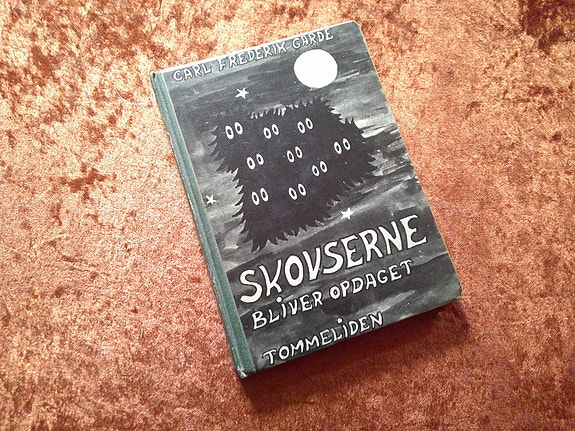 CARL FREDERIK GARDE
SKOVSERNE
BLIVER OPDAGET
TOMMELIDEN